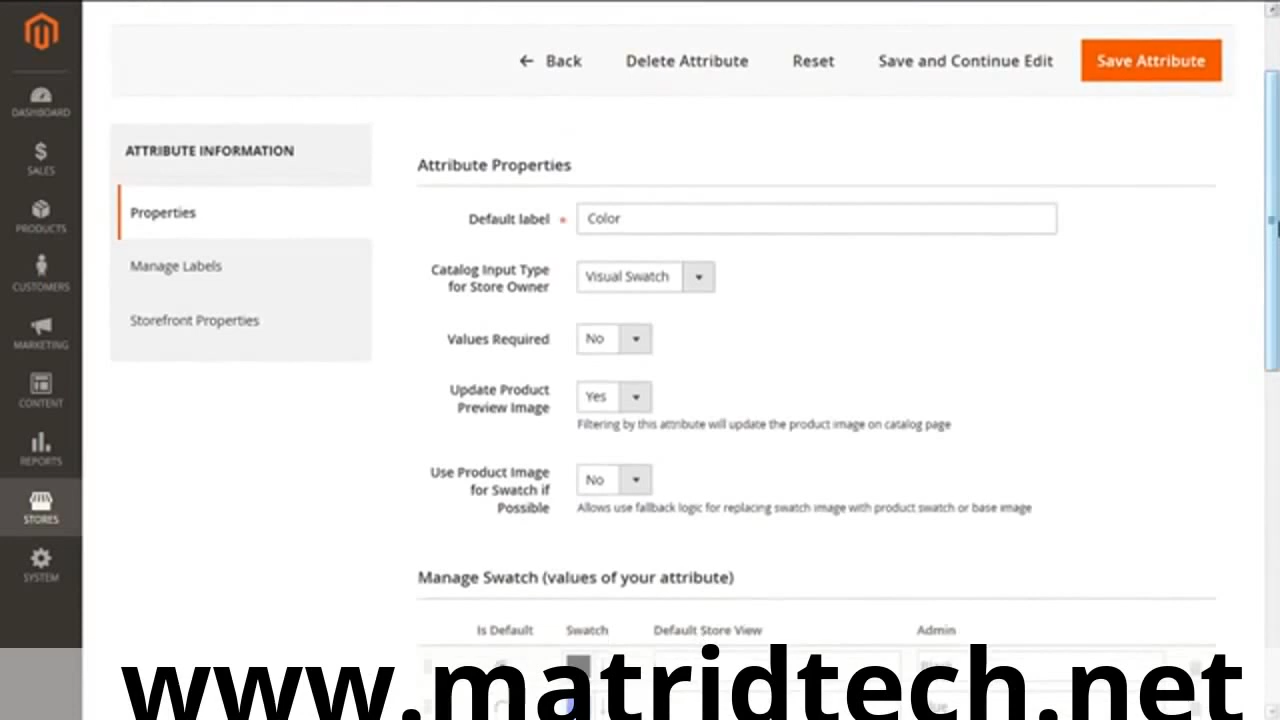 ← Back Delete Attribute Reset Save and Continue Edit Save Attribute
DASHBOARD
SALES
PRODUCTS
CUSTOMERS
MARKETING
CONTENT
REPORTS
STORES
SYSTEM
ATTRIBUTE INFORMATION
Properties
Manage Labels
Storefront Properties
Attribute Properties
Default label * Color
Catalog Input Type
for Store Owner
Visual Swatch
Values Required No
Update Product
Preview Image
Yes
Filtering by this attribute will update the product image on catalog page
Use Product Image
for Swatch if
Possible
No
Allows use fallback logic for replacing swatch image with product swatch or base image
Manage Swatch (values of your attribute)
Is Default Swatch Default Store View Admin
www.matridtech.net